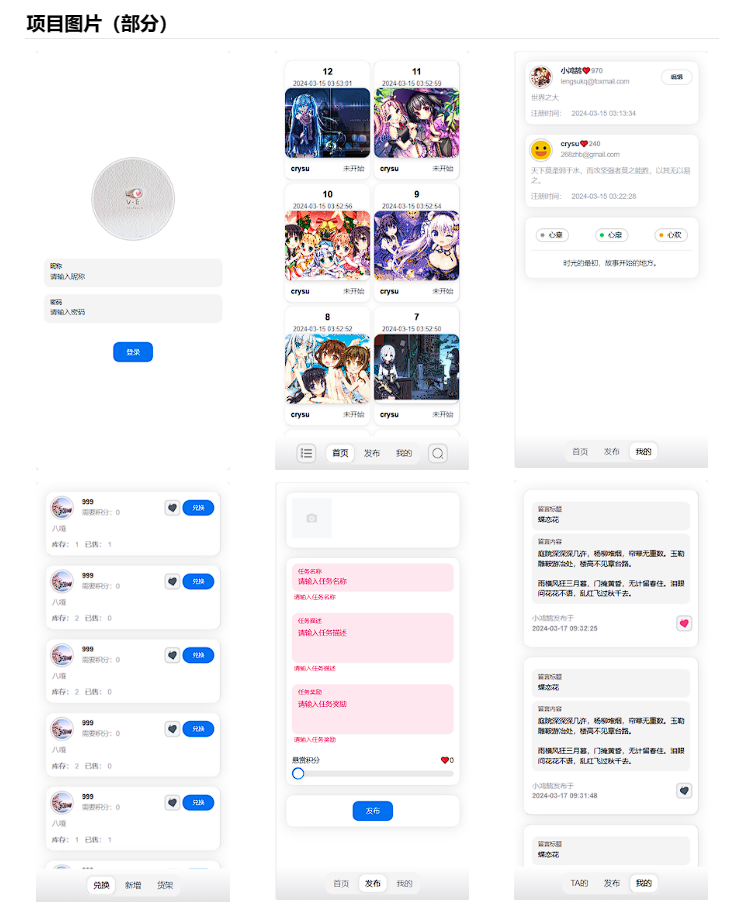 项目图片（部分）
V-E
昵称
请输入昵称
密码
请输入密码
登录
12
2024-03-15 03:53:01
crysu
未开始
11
2024-03-15 03:52:59
crysu
未开始
10
2024-03-15 03:52:56
crysu
未开始
9
2024-03-15 03:52:54
crysu
未开始
8
2024-03-15 03:52:52
crysu
未开始
7
2024-03-15 03:52:50
crysu
未开始
首页 发布 我的
小鸿鹄❤970
lengsukq@foxmail.com
编辑
世界之大
注册时间： 2024-03-15 03:13:34
crysu❤240
268zhb@gmail.com
天下莫柔弱于水，而攻坚强者莫之能胜，以其无以易
之。
注册时间： 2024-03-15 03:22:28
心意
心愿
心叹
时光的最初，故事开始的地方。
首页 发布 我的
999
需要积分：0
兑换
八嘎
库存：1 已售：1
999
需要积分：0
兑换
八嘎
库存：2 已售：0
999
需要积分：0
兑换
八嘎
库存：2 已售：0
999
需要积分：0
兑换
八嘎
库存：2 已售：0
999
需要积分：0
兑换
八嘎
库存：1 已售：1
兑换 新增 货架
任务名称
请输入任务名称
请输入任务名称
任务描述
请输入任务描述
请输入任务描述
任务奖励
请输入任务奖励
请输入任务奖励
悬赏积分
❤0
发布
首页 发布 我的
留言标题
蝶恋花
留言内容
庭院深深深几许，杨柳堆烟，帘幕无重数。玉勒
雕鞍游冶处，楼高不见章台路。
雨横风狂三月暮，门掩黄昏，无计留春住。泪眼
问花花不语，乱红飞过秋千去。
小鸿鹄发布于
2024-03-17 09:32:25
留言标题
蝶恋花
留言内容
庭院深深深几许，杨柳堆烟，帘幕无重数。玉勒
雕鞍游冶处，楼高不见章台路。
雨横风狂三月暮，门掩黄昏，无计留春住。泪眼
问花花不语，乱红飞过秋千去。
小鸿鹄发布于
2024-03-17 09:31:48
留言标题
蝶恋花
TA的 发布 我的